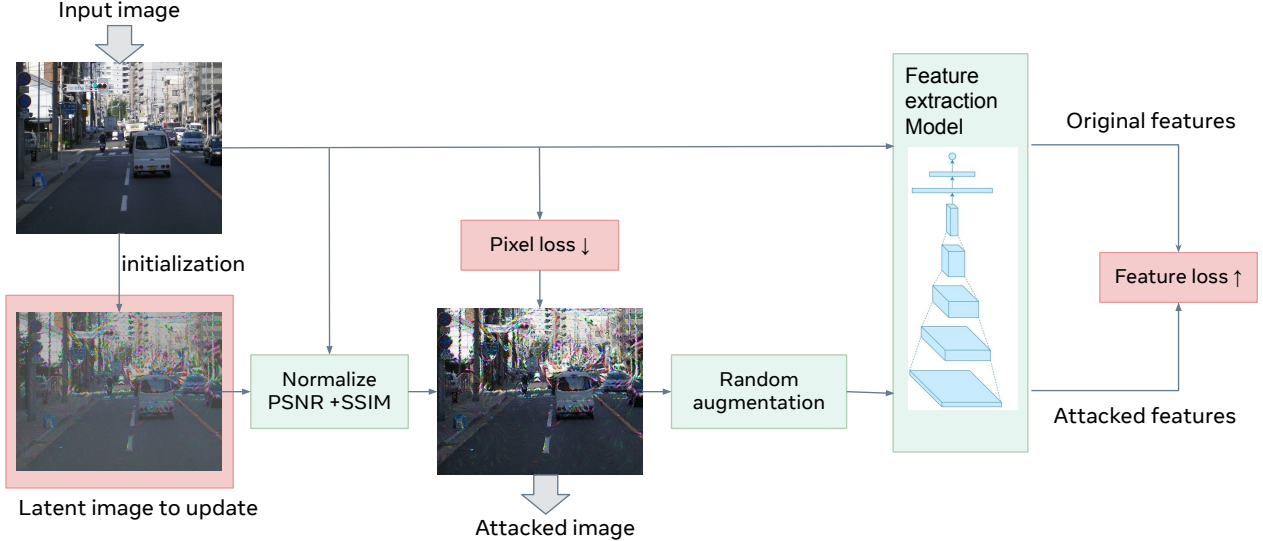 Input image
Feature
extraction
Model
Original features
Pixel loss ↓
initialization
Feature loss ↑
Normalize
PSNR +SSIM
Random
augmentation
Attacked features
Latent image to update
Attacked image